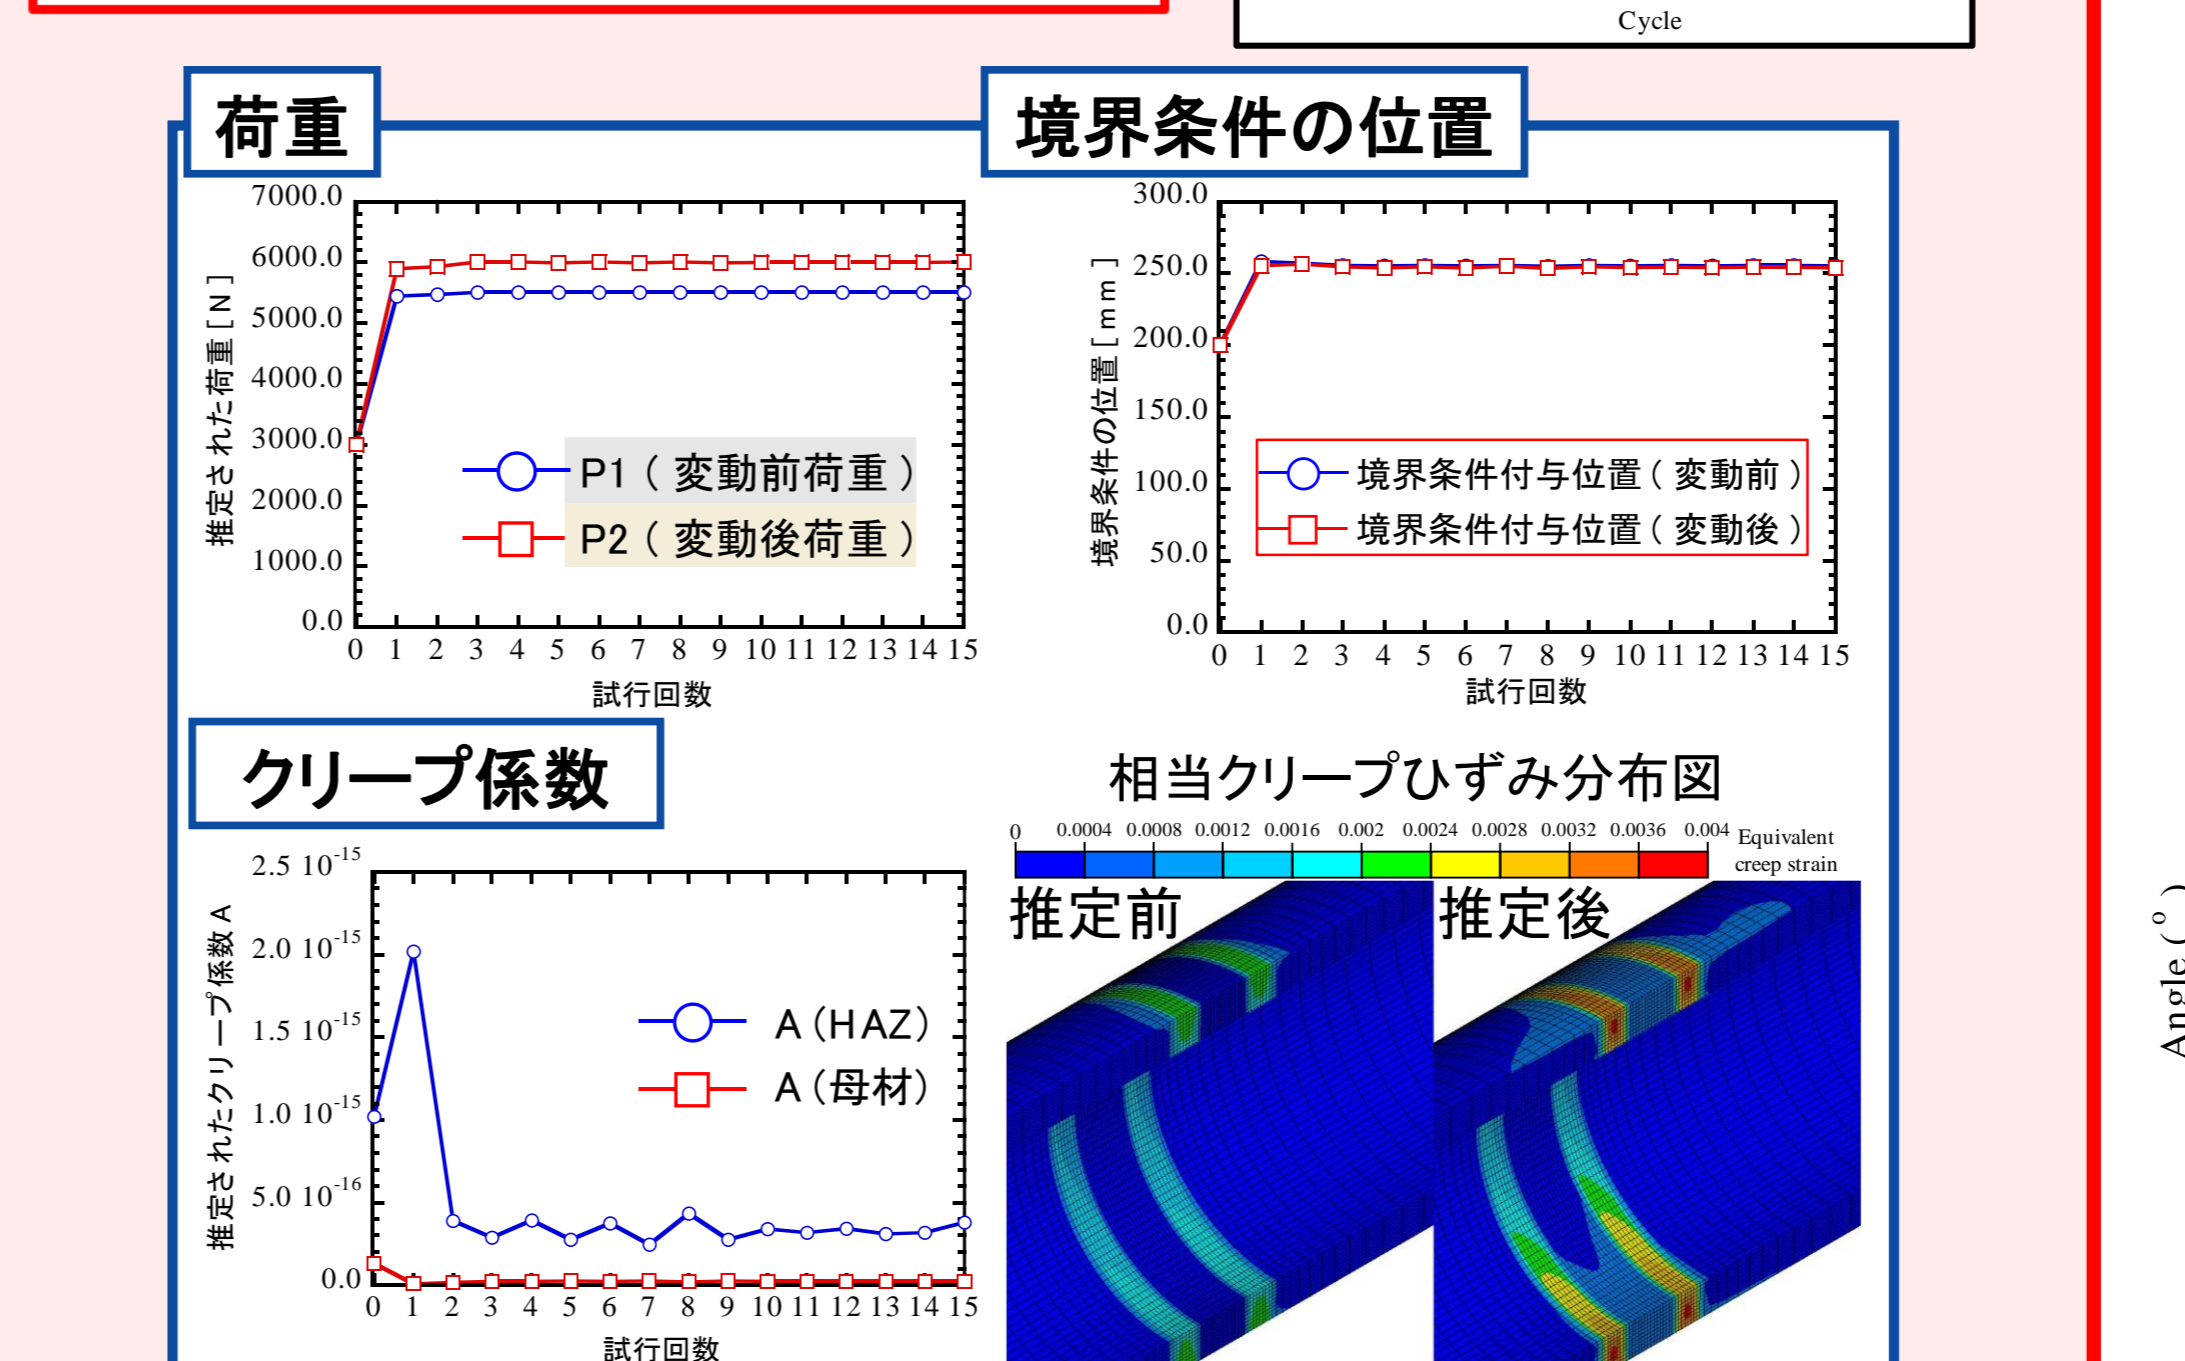 Cycle
荷重
境界条件の位置
7000.0
6000.0
5000.0
4000.0
3000.0
2000.0
1000.0
0.0
推定された荷重[N]
P1(変動前荷重)
P2(変動後荷重)
0 1 2 3 4 5 6 7 8 9 10 11 12 13 14 15
試行回数
300.0
250.0
200.0
150.0
100.0
50.0
0.0
境界条件の位置[mm]
境界条件付与位置(変動前)
境界条件付与位置(変動後)
0 1 2 3 4 5 6 7 8 9 10 11 12 13 14 15
試行回数
クリープ係数
2.5 10⁻¹⁵
2.0 10⁻¹⁵
1.5 10⁻¹⁵
1.0 10⁻¹⁵
5.0 10⁻¹⁶
0.0
推定されたクリープ係数A
A(HAZ)
A(母材)
0 1 2 3 4 5 6 7 8 9 10 11 12 13 14 15
試行回数
相当クリープひずみ分布図
0 0.0004 0.0008 0.0012 0.0016 0.002 0.0024 0.0028 0.0032 0.0036 0.004
Equivalent
creep strain
推定前
推定後
Angle (°)